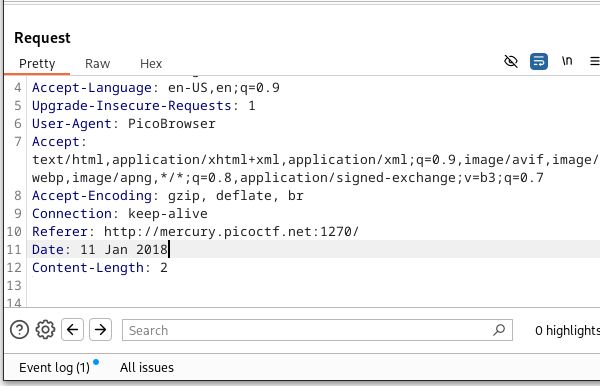 Request
Pretty Raw Hex \n
4 Accept-Language: en-US,en;q=0.9
5 Upgrade-Insecure-Requests: 1
6 User-Agent: PicoBrowser
7 Accept:
text/html,application/xhtml+xml,application/xml;q=0.9,image/avif,image/
webp,image/apng,*/*;q=0.8,application/signed-exchange;v=b3;q=0.7
8 Accept-Encoding: gzip, deflate, br
9 Connection: keep-alive
10 Referer: http://mercury.picoctf.net:1270/
11 Date: 11 Jan 2018
12 Content-Length: 2
13
14
Search 0 highlights
Event log (1) All issues